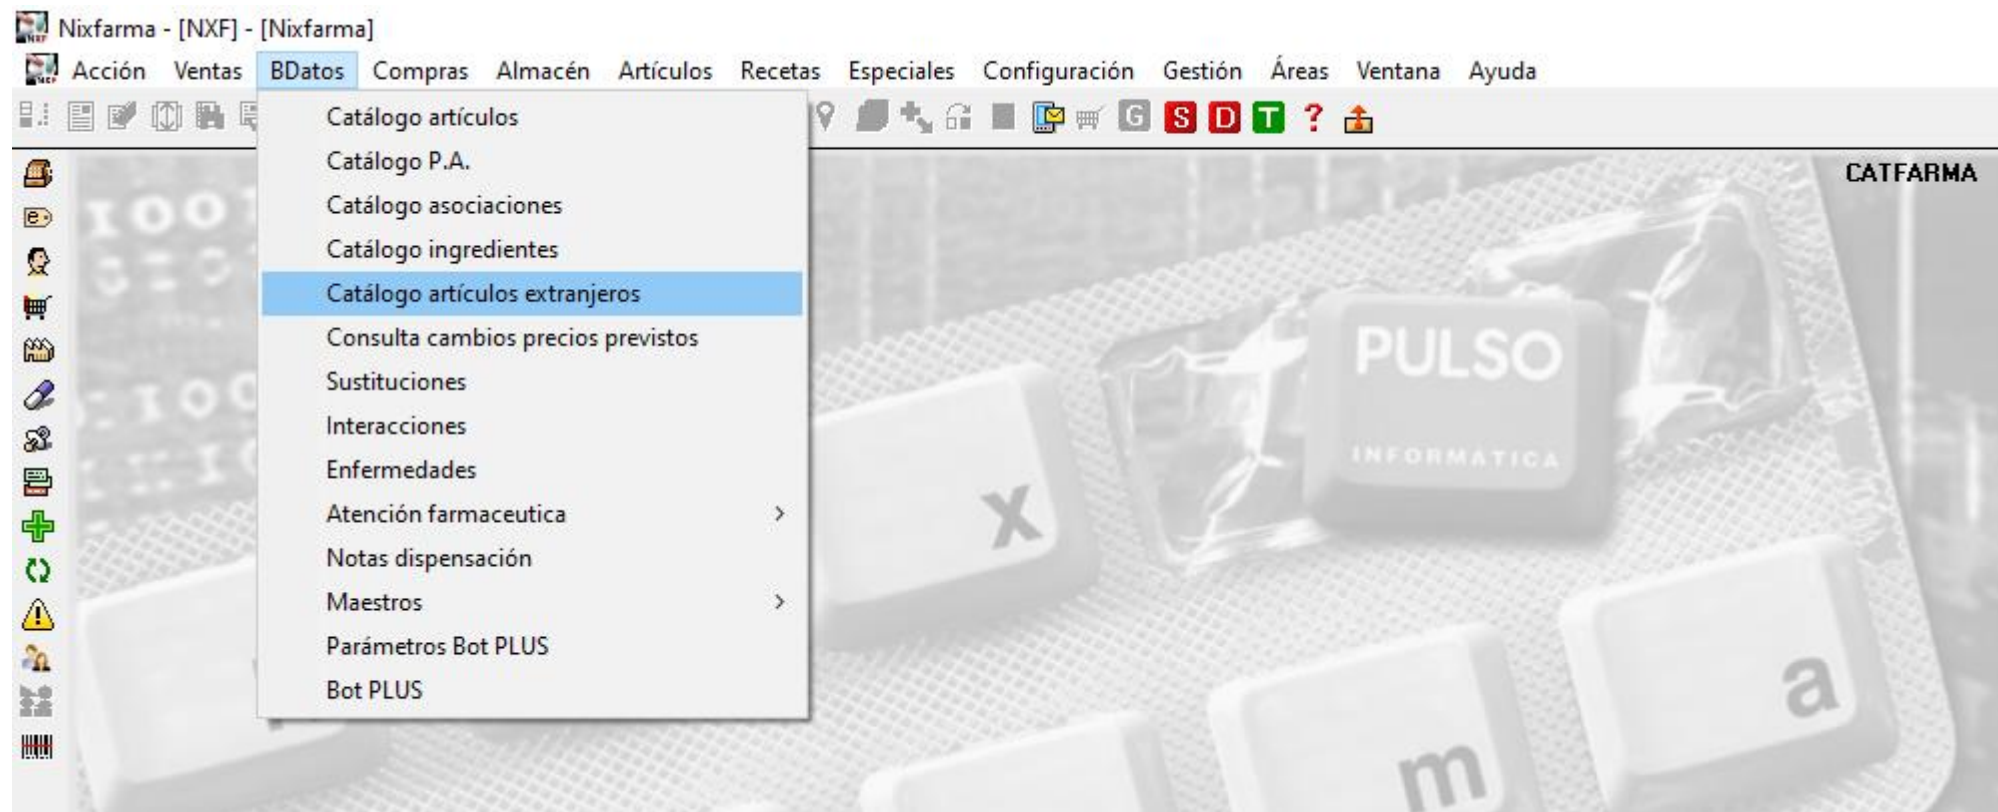 Nixfarma - [NXF] - [Nixfarma]
Acción Ventas BDatos Compras Almacén Artículos Recetas Especiales Configuración Gestión Áreas Ventana Ayuda
G S D T ?
CATFARMA
Catálogo artículos
Catálogo P.A.
Catálogo asociaciones
Catálogo ingredientes
Catálogo artículos extranjeros
Consulta cambios precios previstos
Sustituciones
Interacciones
Enfermedades
Atención farmaceutica >
Notas dispensación
Maestros >
Parámetros Bot PLUS
Bot PLUS
PULSO
INFORMATICA
x
a
m